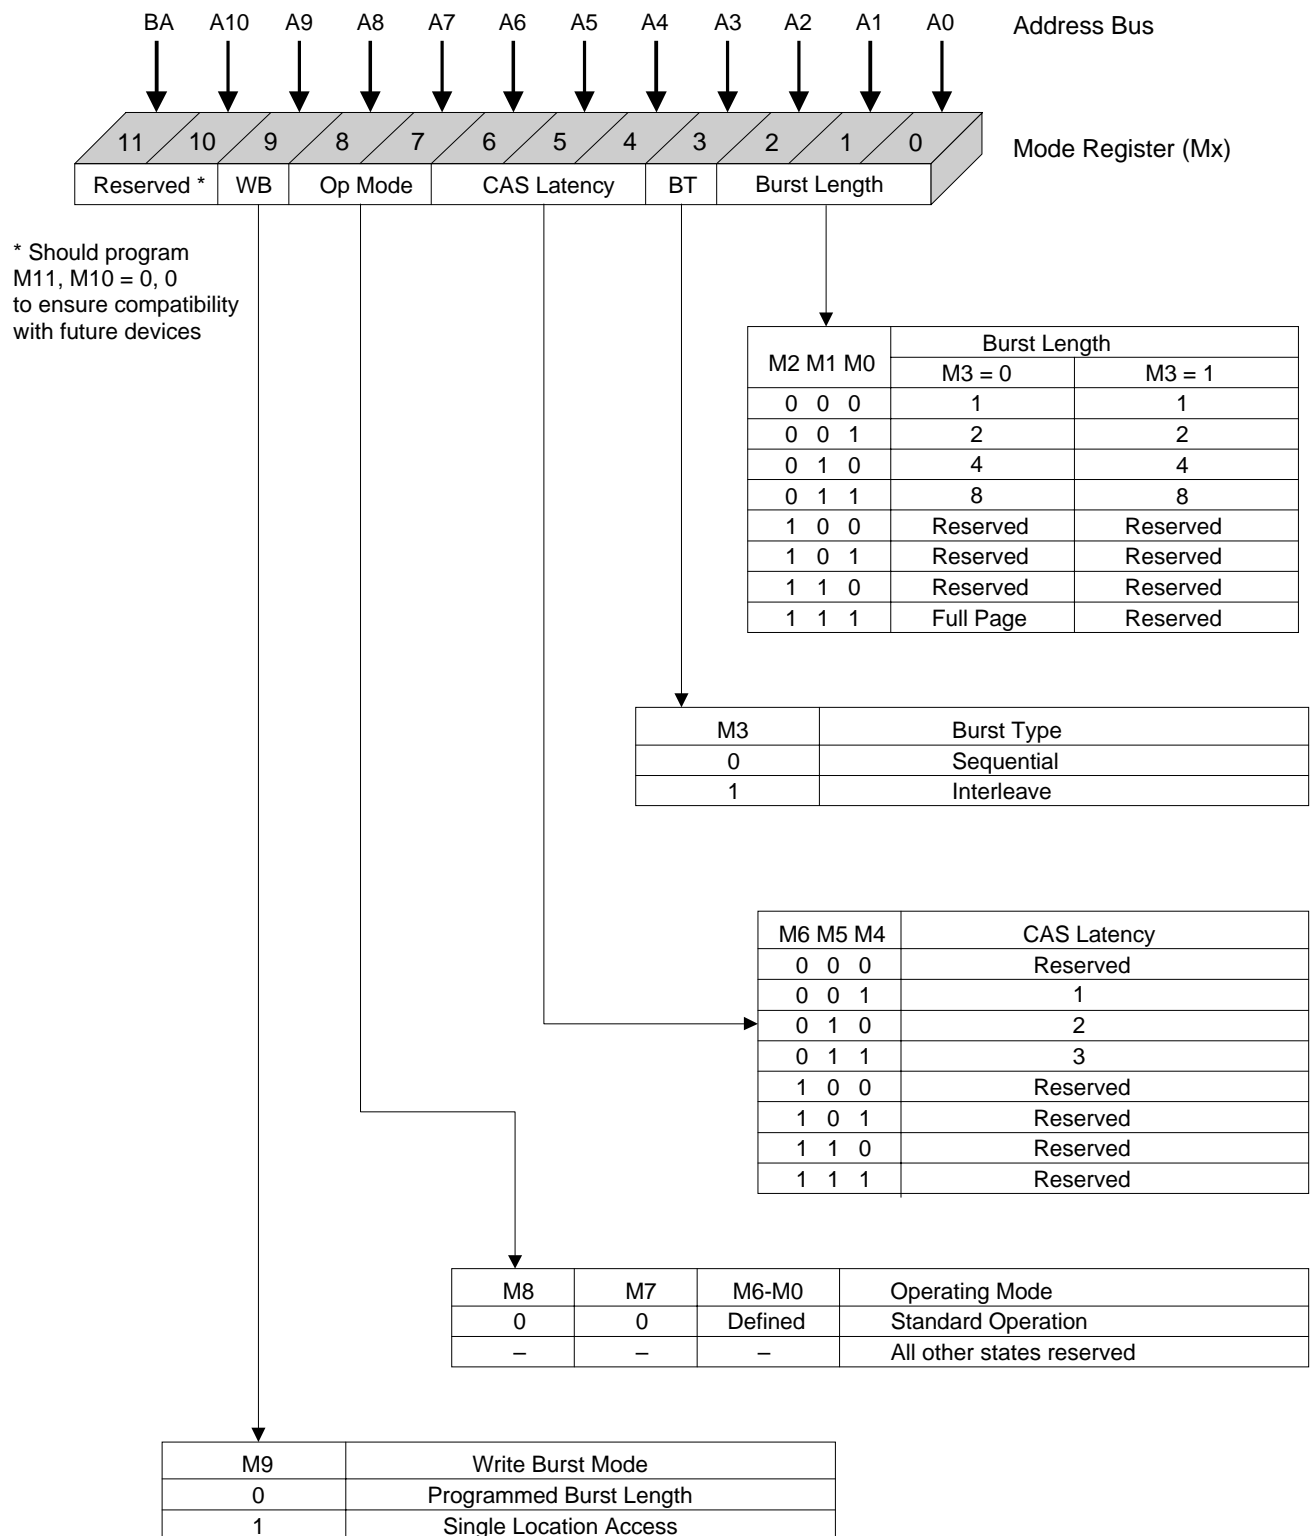 BA A10 A9 A8 A7 A6 A5 A4 A3 A2 A1 A0 Address Bus
11 10 9 8 7 6 5 4 3 2 1 0 Mode Register (Mx)
Reserved * WB Op Mode CAS Latency BT Burst Length
* Should program
M11, M10 = 0, 0
to ensure compatibility
with future devices
Burst Length
M2 M1 M0 M3 = 0 M3 = 1
0 0 0 1 1
0 0 1 2 2
0 1 0 4 4
0 1 1 8 8
1 0 0 Reserved Reserved
1 0 1 Reserved Reserved
1 1 0 Reserved Reserved
1 1 1 Full Page Reserved
M3 Burst Type
0 Sequential
1 Interleave
M6 M5 M4 CAS Latency
0 0 0 Reserved
0 0 1 1
0 1 0 2
0 1 1 3
1 0 0 Reserved
1 0 1 Reserved
1 1 0 Reserved
1 1 1 Reserved
M8 M7 M6-M0 Operating Mode
0 0 Defined Standard Operation
– – – All other states reserved
M9 Write Burst Mode
0 Programmed Burst Length
1 Single Location Access